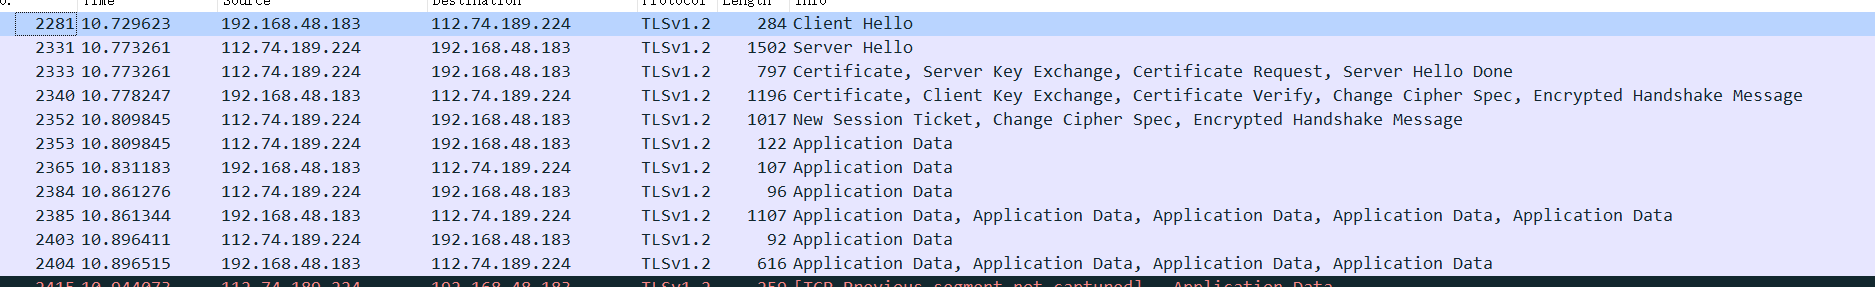 o. Time Source Destination Protocol Length Info
2281 10.729623 192.168.48.183 112.74.189.224 TLSv1.2 284 Client Hello
2331 10.773261 112.74.189.224 192.168.48.183 TLSv1.2 1502 Server Hello
2333 10.773261 112.74.189.224 192.168.48.183 TLSv1.2 797 Certificate, Server Key Exchange, Certificate Request, Server Hello Done
2340 10.778247 192.168.48.183 112.74.189.224 TLSv1.2 1196 Certificate, Client Key Exchange, Certificate Verify, Change Cipher Spec, Encrypted Handshake Message
2352 10.809845 112.74.189.224 192.168.48.183 TLSv1.2 1017 New Session Ticket, Change Cipher Spec, Encrypted Handshake Message
2353 10.809845 112.74.189.224 192.168.48.183 TLSv1.2 122 Application Data
2365 10.831183 192.168.48.183 112.74.189.224 TLSv1.2 107 Application Data
2384 10.861276 112.74.189.224 192.168.48.183 TLSv1.2 96 Application Data
2385 10.861344 192.168.48.183 112.74.189.224 TLSv1.2 1107 Application Data, Application Data, Application Data, Application Data, Application Data
2403 10.896411 112.74.189.224 192.168.48.183 TLSv1.2 92 Application Data
2404 10.896515 192.168.48.183 112.74.189.224 TLSv1.2 616 Application Data, Application Data, Application Data, Application Data
2415 10.944073 112.74.189.224 192.168.48.183 TLSv1.2 259 [TCP Previous segment not captured] , Application Data